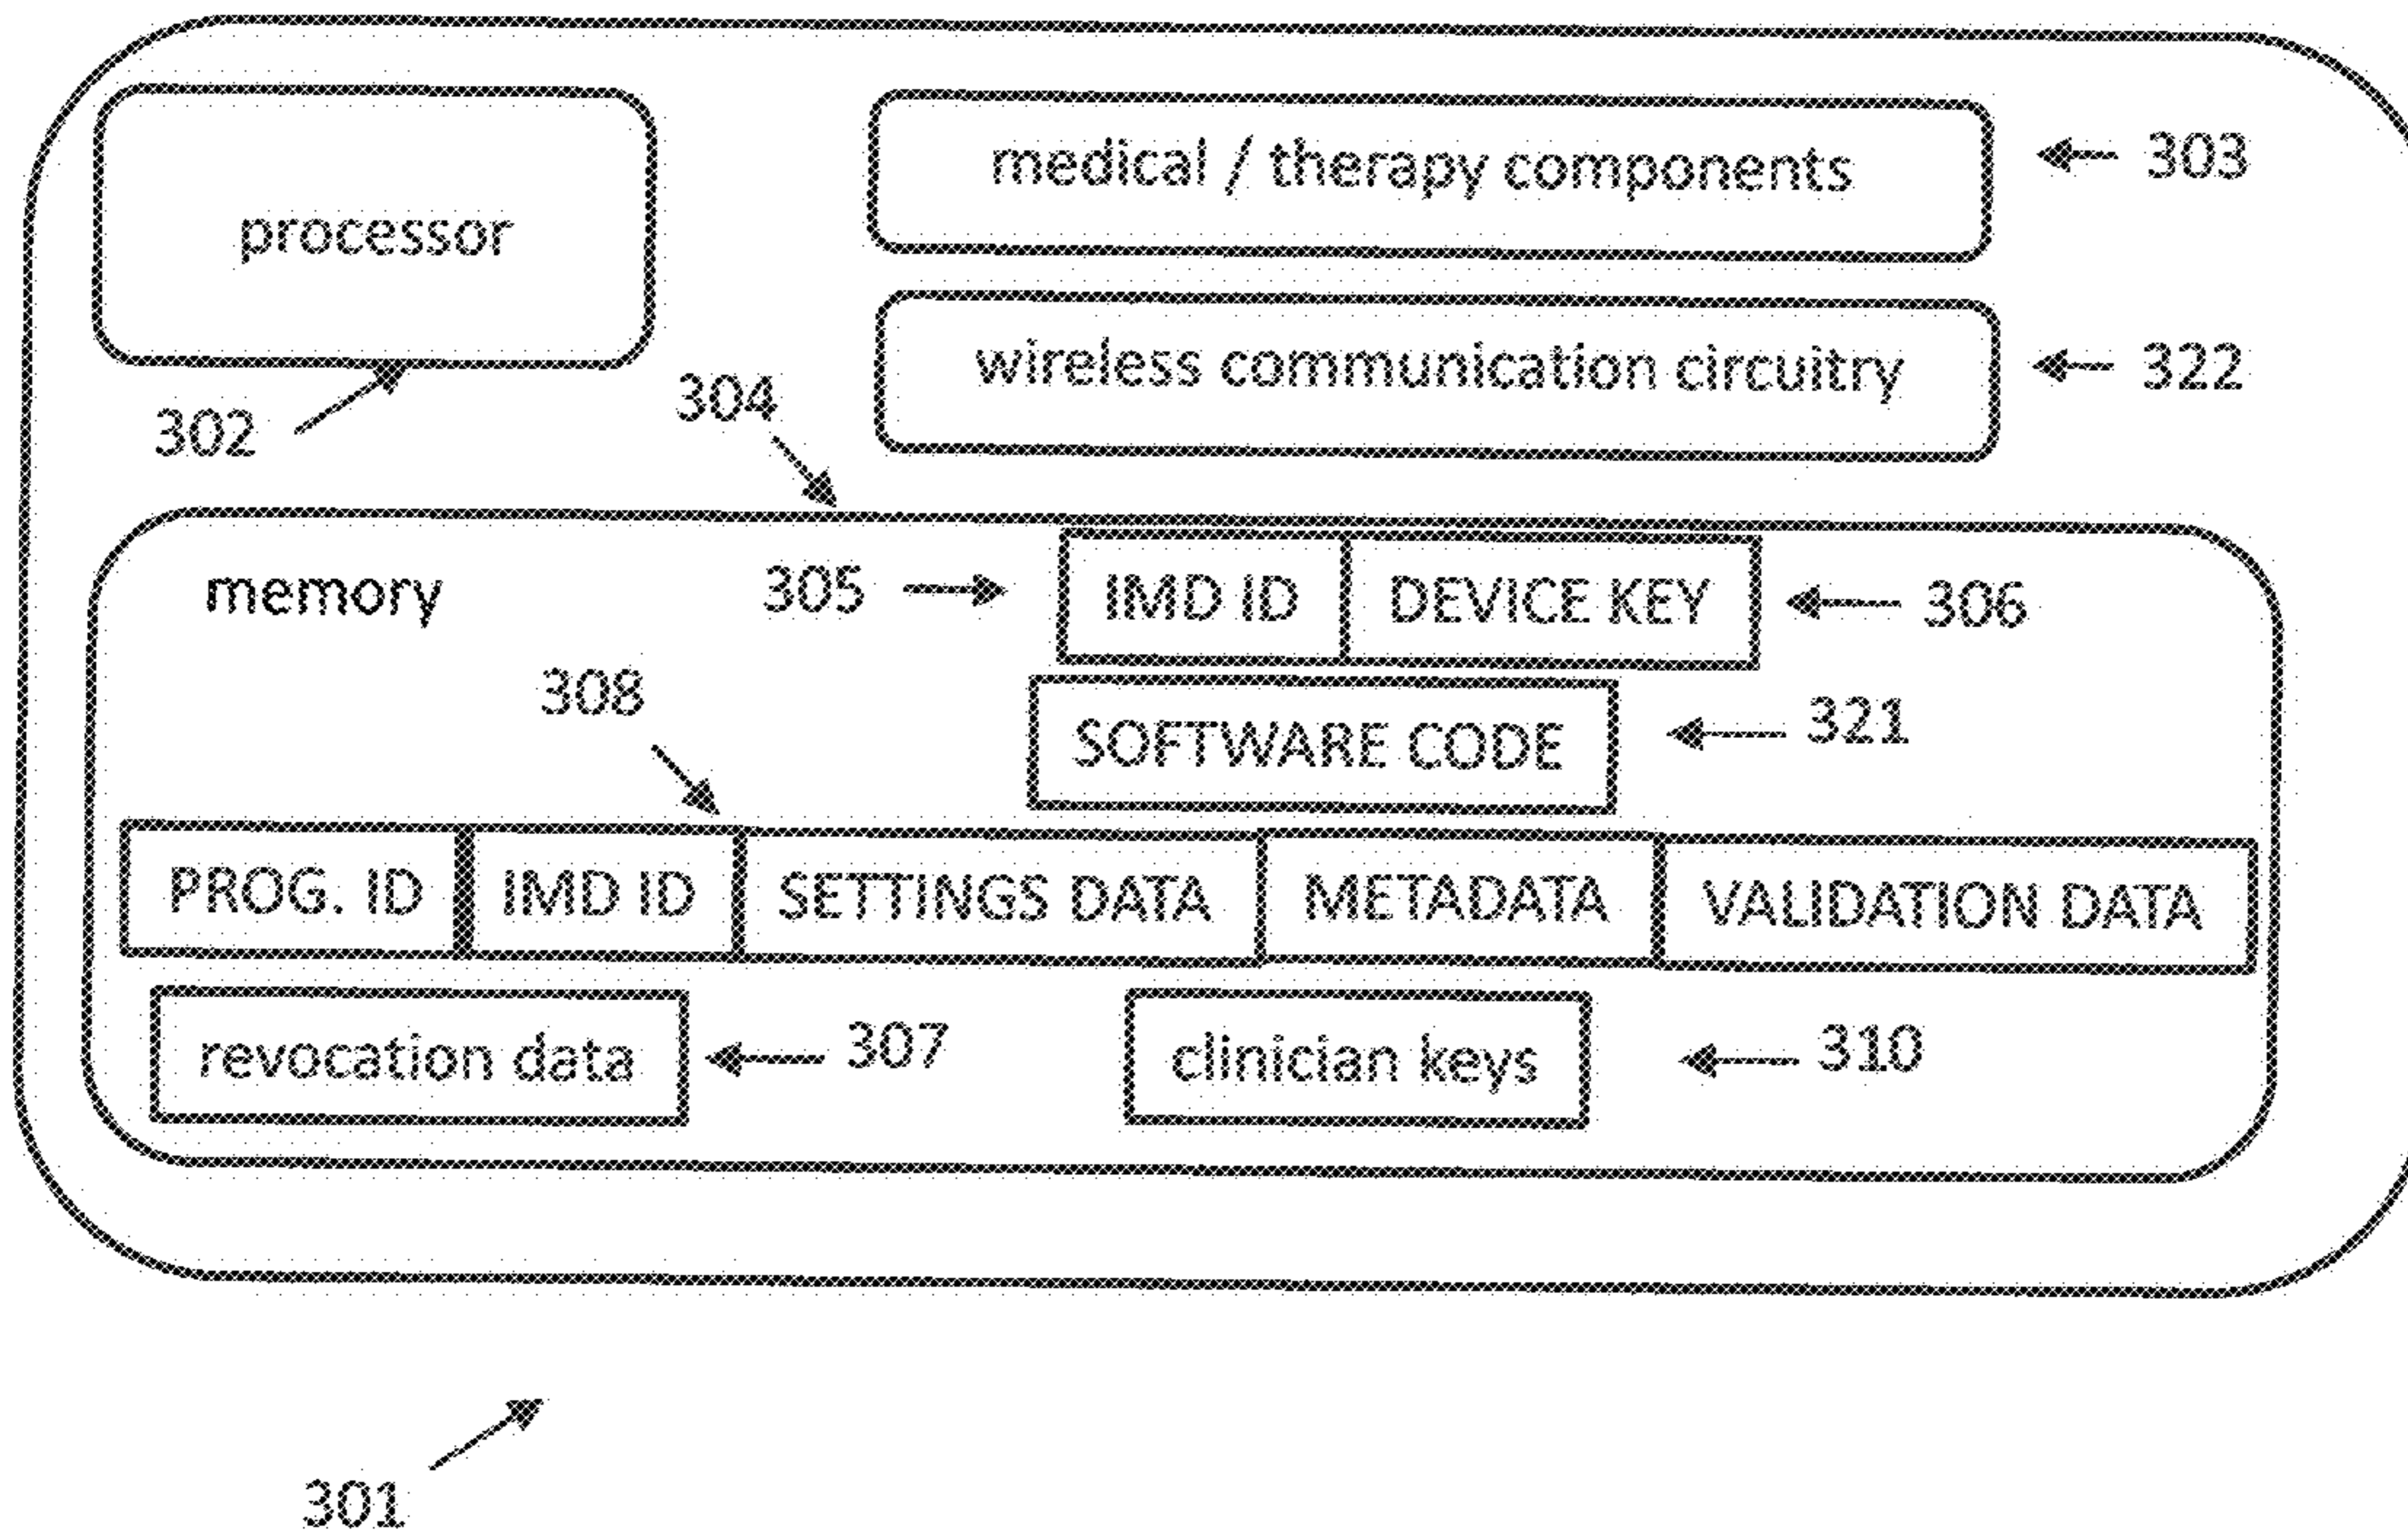 medical / therapy components 303
processor
wireless communication circuitry 322
304
302
memory 305 IMD ID DEVICE KEY 306
308 SOFTWARE CODE 321
PROG. ID IMD ID SETTINGS DATA METADATA VALIDATION DATA
revocation data 307 clinician keys 310
301